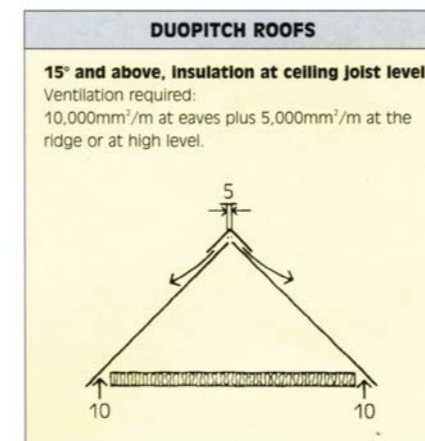 DUOPITCH ROOFS
15° and above, insulation at ceiling joist level
Ventilation required:
10,000mm²/m at eaves plus 5,000mm²/m at the
ridge or at high level.
5
10 10